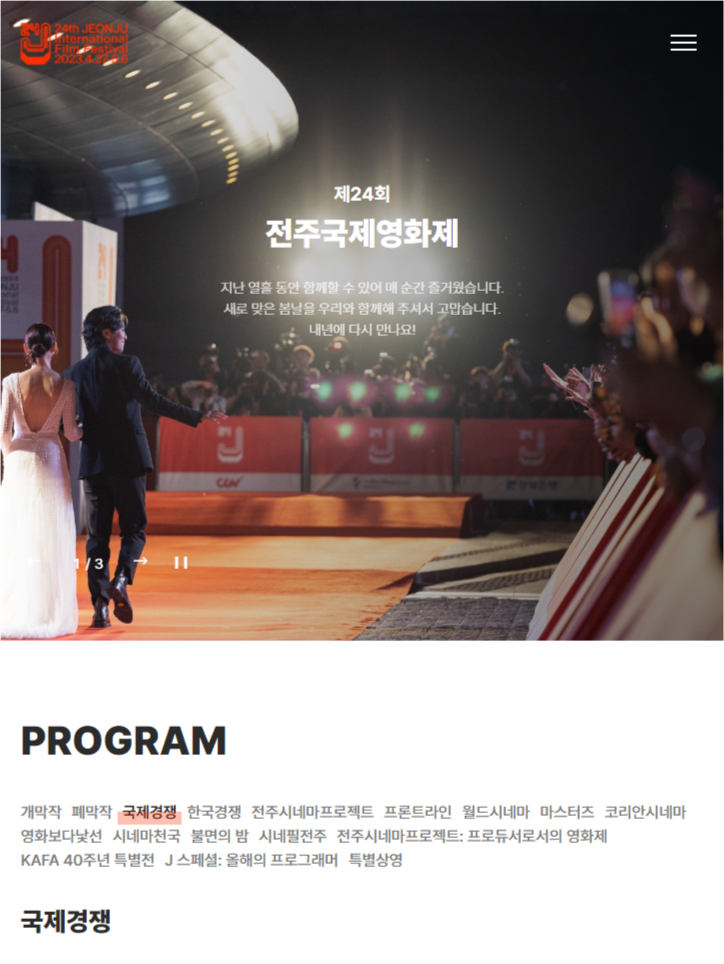 24th JEONJU
International
Film Festival
2023.4.27-5.6
제24회
전주국제영화제
지난 열흘 동안 함께할 수 있어 매 순간 즐거웠습니다.
새로 맞은 봄날을 우리와 함께해 주셔서 고맙습니다.
내년에 다시 만나요!
← 1 / 3 →
PROGRAM
개막작 폐막작 국제경쟁 한국경쟁 전주시네마프로젝트 프론트라인 월드시네마 마스터즈 코리안시네마
영화보다낯선 시네마천국 불면의 밤 시네필전주 전주시네마프로젝트: 프로듀서로서의 영화제
KAFA 40주년 특별전 J 스페셜: 올해의 프로그래머 특별상영
국제경쟁